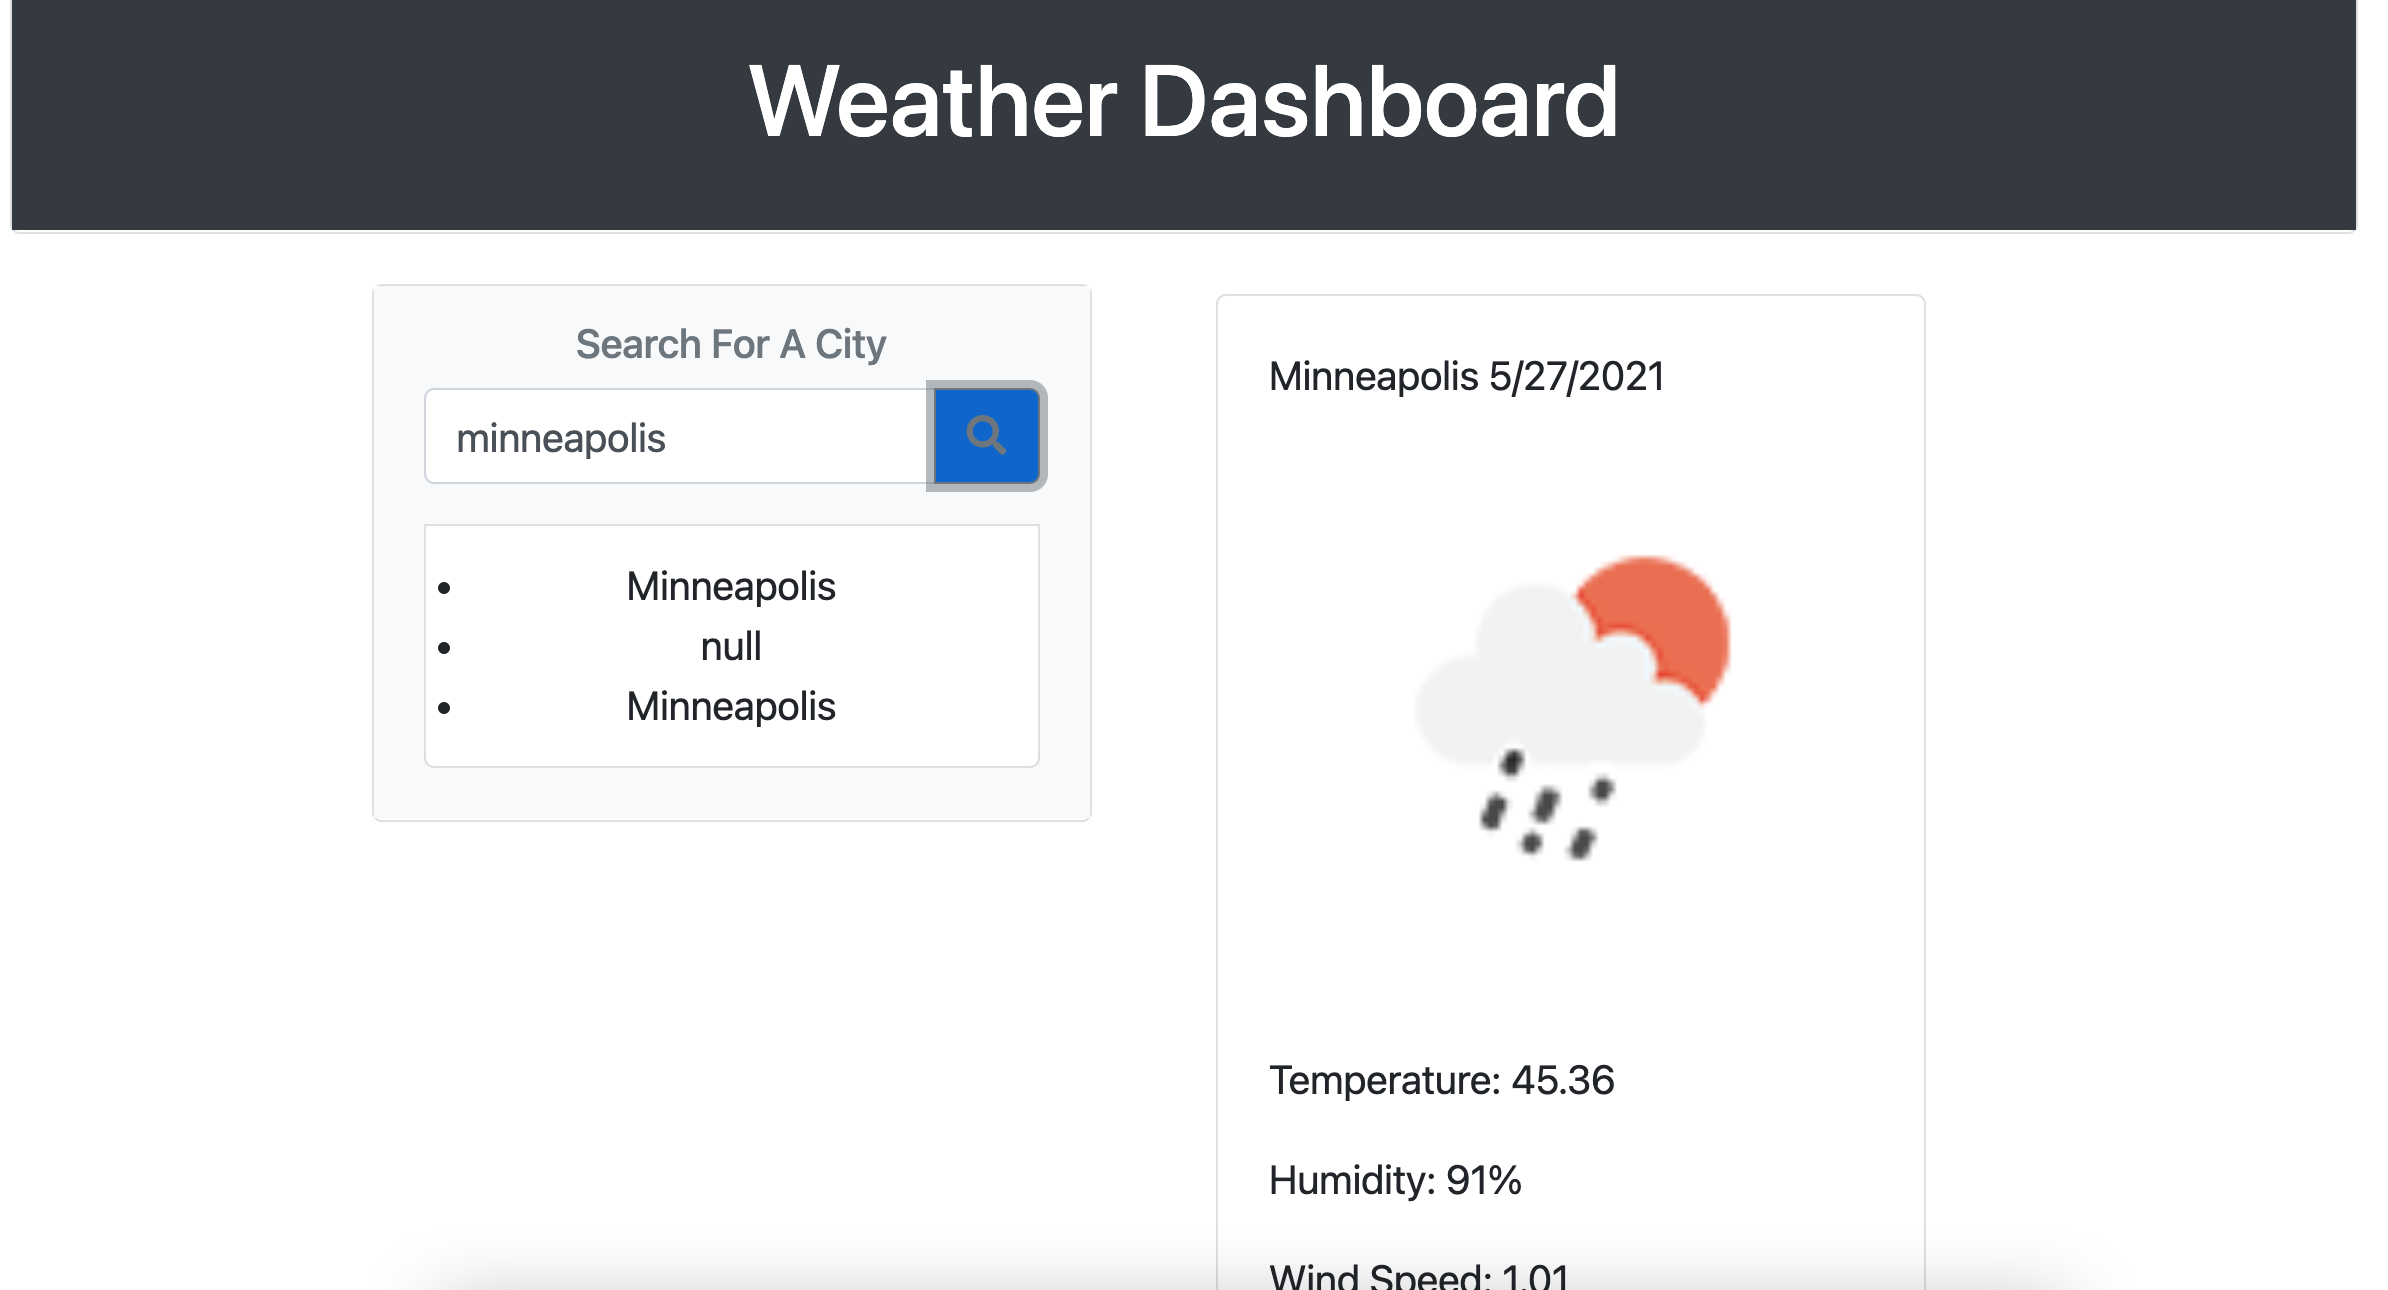 Weather Dashboard
Search For A City
minneapolis
Minneapolis
null
Minneapolis
Minneapolis 5/27/2021
Temperature: 45.36
Humidity: 91%
Wind Speed: 1.01